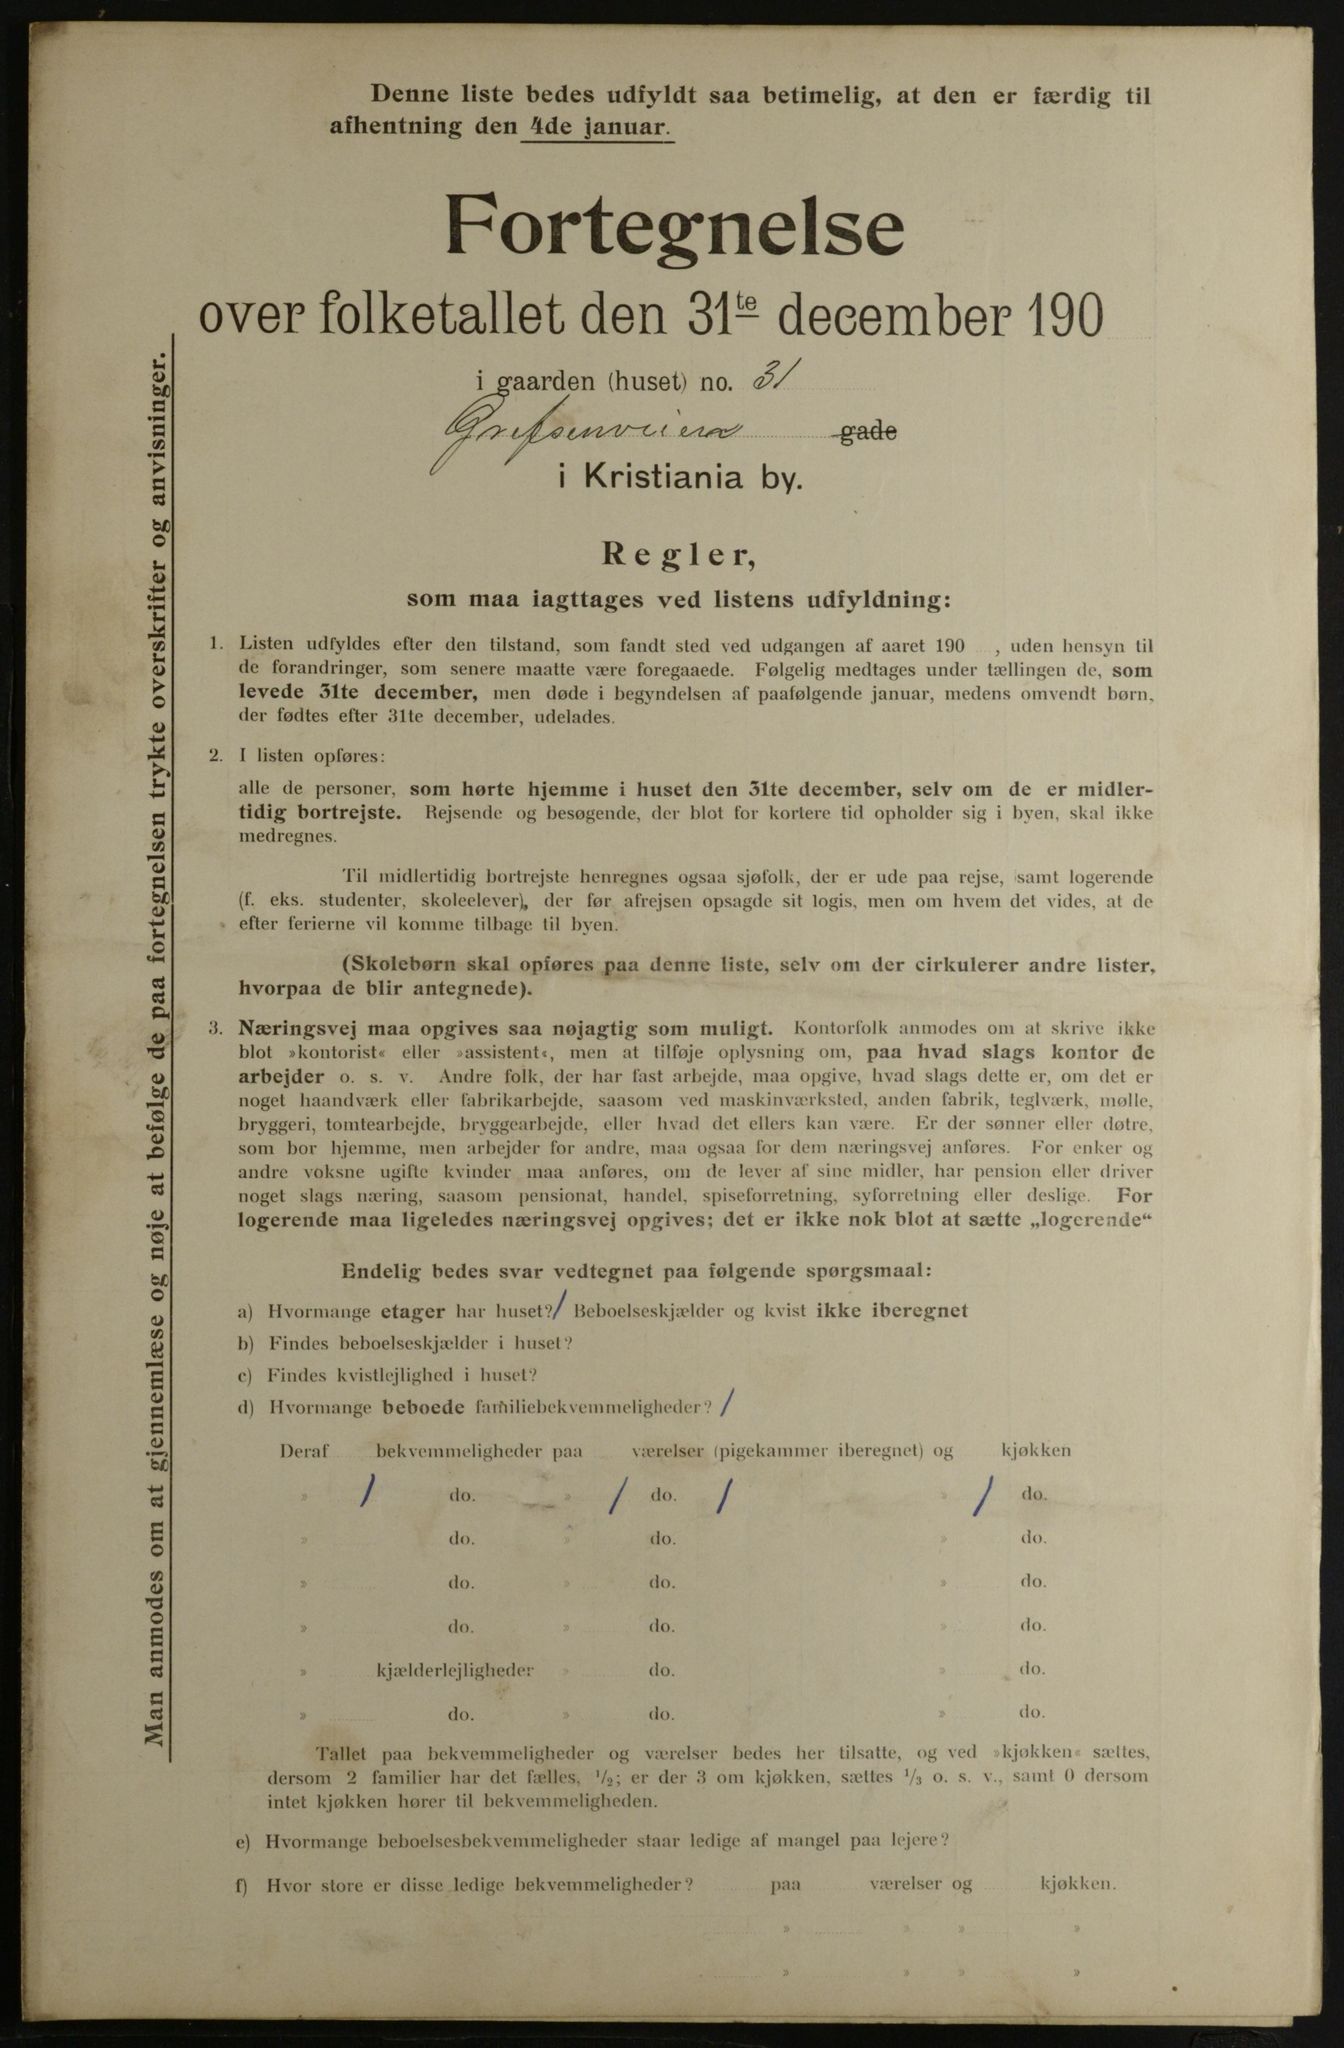 Denne liste bedes udfyldt saa betimelig, at den er færdig til
afhentning den 4de januar.
Fortegnelse
over folketallet den 31te december 190
i gaarden (huset) no. 31
Grefsenveien gade
i Kristiania by.
Regler,
som maa iagttages ved listens udfyldning:
1. Listen udfyldes efter den tilstand, som fandt sted ved udgangen af aaret 190 , uden hensyn til
de forandringer, som senere maatte være foregaaede. Følgelig medtages under tællingen de, som
levede 31te december, men døde i begyndelsen af paafølgende januar, medens omvendt børn,
der fødtes efter 31te december, udelades.
2. I listen opføres:
alle de personer, som hørte hjemme i huset den 31te december, selv om de er midler-
tidig bortrejste. Rejsende og besøgende, der blot for kortere tid opholder sig i byen, skal ikke
medregnes.
Til midlertidig bortrejste henregnes ogsaa sjøfolk, der er ude paa rejse, samt logerende
(f. eks. studenter, skoleelever), der før afrejsen opsagde sit logis, men om hvem det vides, at de
efter ferierne vil komme tilbage til byen.
(Skolebørn skal opføres paa denne liste, selv om der cirkulerer andre lister,
hvorpaa de blir antegnede).
3. Næringsvej maa opgives saa nøjagtig som muligt. Kontorfolk anmodes om at skrive ikke
blot »kontorist« eller »assistent«, men at tilføje oplysning om, paa hvad slags kontor de
arbejder o. s. v. Andre folk, der har fast arbejde, maa opgive, hvad slags dette er, om det er
noget haandværk eller fabrikarbejde, saasom ved maskinværksted, anden fabrik, teglværk, mølle,
bryggeri, tomtearbejde, bryggearbejde, eller hvad det ellers kan være. Er der sønner eller døtre,
som bor hjemme, men arbejder for andre, maa ogsaa for dem næringsvej anføres. For enker og
andre voksne ugifte kvinder maa anføres, om de lever af sine midler, har pension eller driver
noget slags næring, saasom pensionat, handel, spiseforretning, syforretning eller deslige. For
logerende maa ligeledes næringsvej opgives; det er ikke nok blot at sætte „logerende“
Endelig bedes svar vedtegnet paa følgende spørgsmaal:
a) Hvormange etager har huset? 1 Beboelseskjælder og kvist ikke iberegnet
b) Findes beboelseskjælder i huset?
c) Findes kvistlejlighed i huset?
d) Hvormange beboede familiebekvemmeligheder? 1
Deraf bekvemmeligheder paa værelser (pigekammer iberegnet) og kjøkken
» 1 do. » 1 do. 1 » 1 do.
» do. » do. » do.
» do. » do. » do.
» do. » do. » do.
» kjælderlejligheder » do. » do.
» do. » do. » do.
Tallet paa bekvemmeligheder og værelser bedes her tilsatte, og ved »kjøkken« sættes,
dersom 2 familier har det fælles, 1/2; er der 3 om kjøkken, sættes 1/3 o. s. v., samt 0 dersom
intet kjøkken hører til bekvemmeligheden.
e) Hvormange beboelsesbekvemmeligheder staar ledige af mangel paa lejere?
f) Hvor store er disse ledige bekvemmeligheder? paa værelser og kjøkken.
» » » »
» » » »
Man anmodes om at gjennemlæse og nøje at befølge de paa fortegnelsen trykte overskrifter og anvisninger.